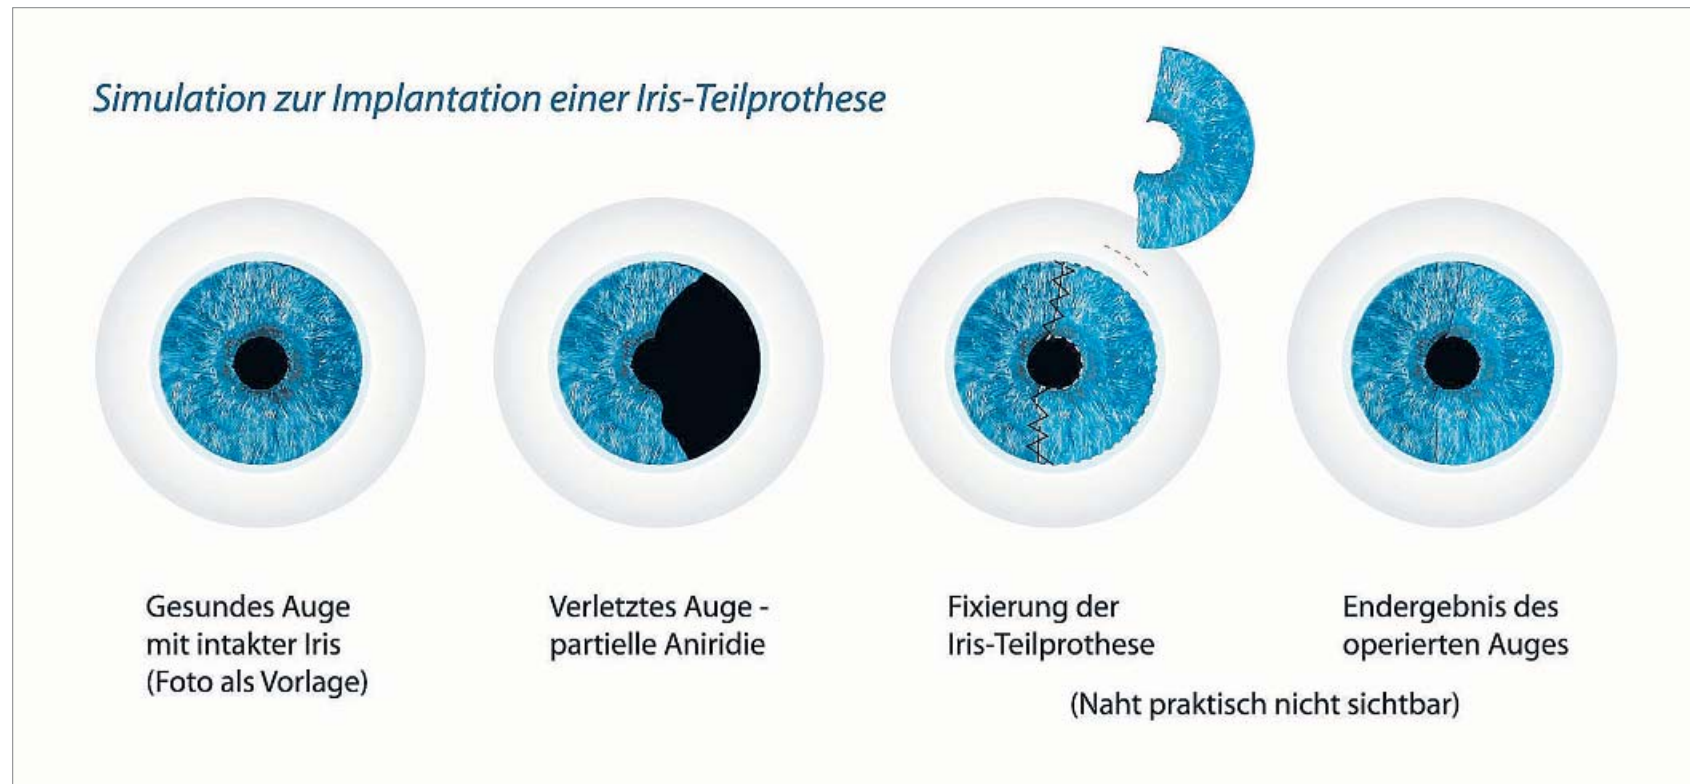 Simulation zur Implantation einer Iris-Teilprothese
Gesundes Auge
mit intakter Iris
(Foto als Vorlage)
Verletztes Auge -
partielle Aniridie
Fixierung der
Iris-Teilprothese
Endergebnis des
operierten Auges
(Naht praktisch nicht sichtbar)